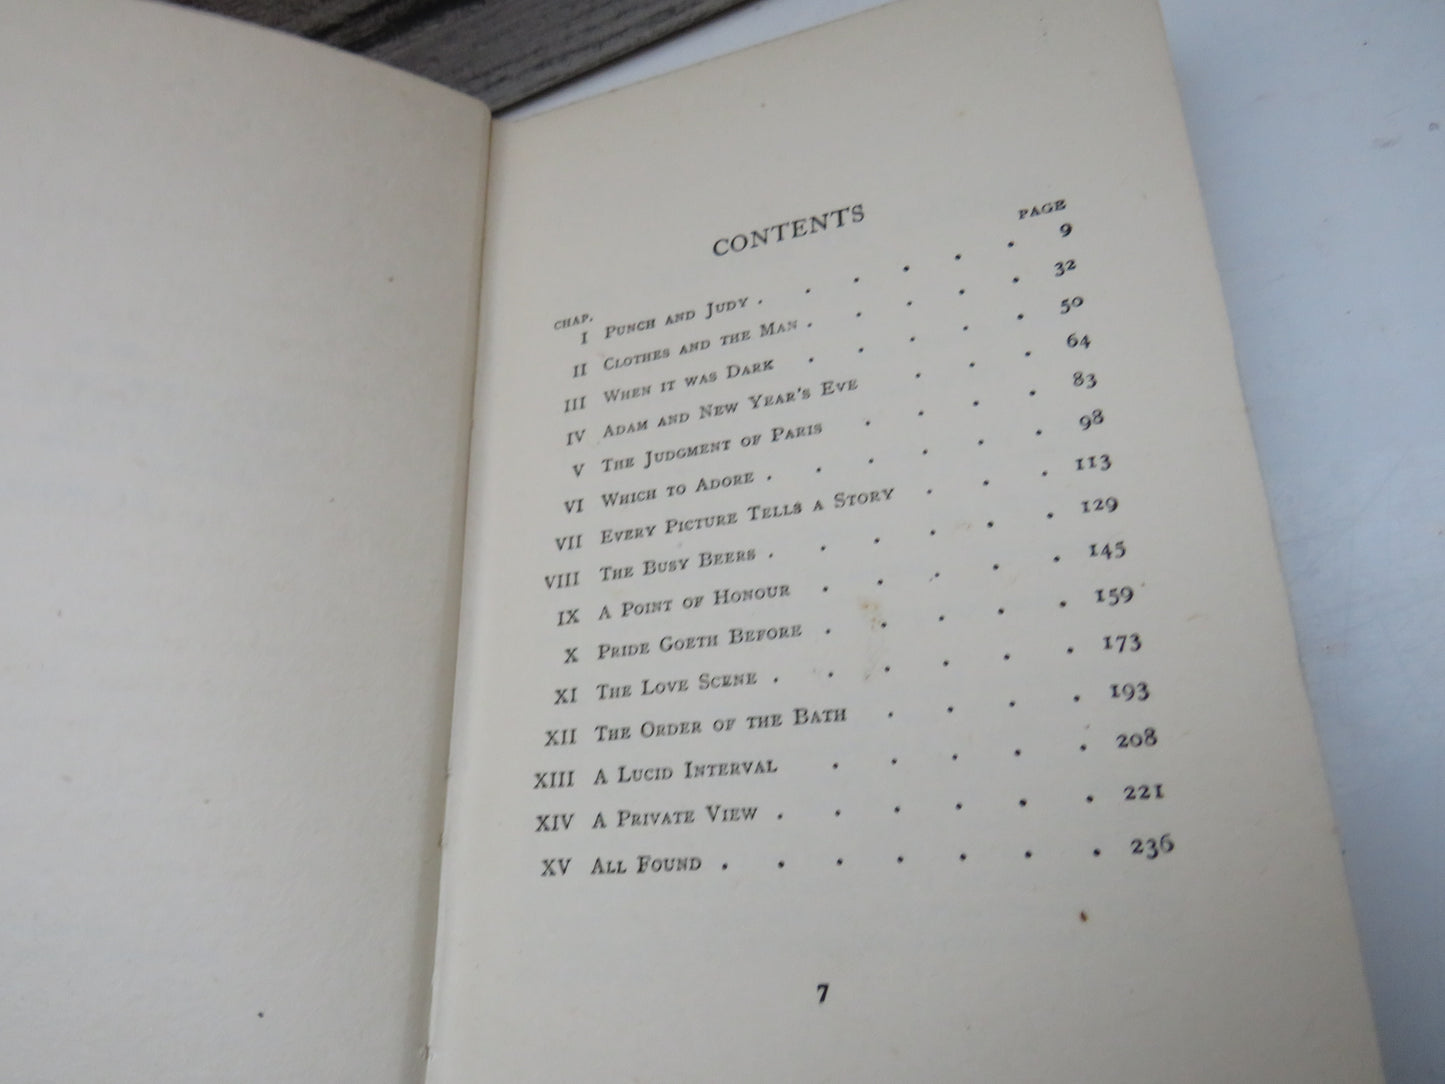 CONTENTS
CHAP. PAGE
I PUNCH AND JUDY . . . . . . 9
II CLOTHES AND THE MAN . . . . . 32
III WHEN IT WAS DARK . . . . . 50
IV ADAM AND NEW YEAR'S EVE . . . 64
V THE JUDGMENT OF PARIS . . . . 83
VI WHICH TO ADORE . . . . . . 98
VII EVERY PICTURE TELLS A STORY . . . 113
VIII THE BUSY BEERS . . . . . . 129
IX A POINT OF HONOUR . . . . . 145
X PRIDE GOETH BEFORE . . . . . 159
XI THE LOVE SCENE . . . . . . 173
XII THE ORDER OF THE BATH . . . . 193
XIII A LUCID INTERVAL . . . . . 208
XIV A PRIVATE VIEW . . . . . . 221
XV ALL FOUND . . . . . . . 236
7